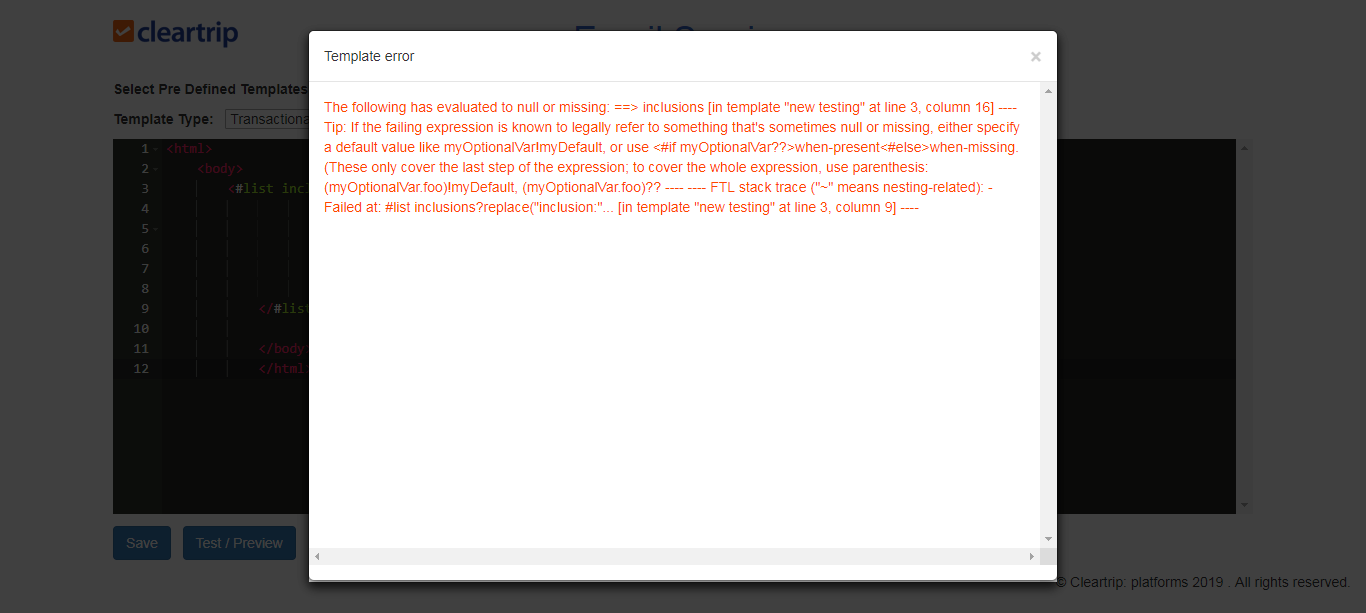 cleartrip
Select Pre Defined Templates
Template Type:
Template error
×
The following has evaluated to null or missing: ==> inclusions [in template "new testing" at line 3, column 16] ----
Tip: If the failing expression is known to legally refer to something that's sometimes null or missing, either specify
a default value like myOptionalVar!myDefault, or use <#if myOptionalVar??>when-present<#else>when-missing.
(These only cover the last step of the expression; to cover the whole expression, use parenthesis:
(myOptionalVar.foo)!myDefault, (myOptionalVar.foo)?? ---- ---- FTL stack trace ("~" means nesting-related): -
Failed at: #list inclusions?replace("inclusion:"... [in template "new testing" at line 3, column 9] ----
1 <html>
2 <body>
3 <#list
4
5
6
7
8
9 </#list
10
11 </body
12 </html
Save
Test / Preview
© Cleartrip: platforms 2019 . All rights reserved.